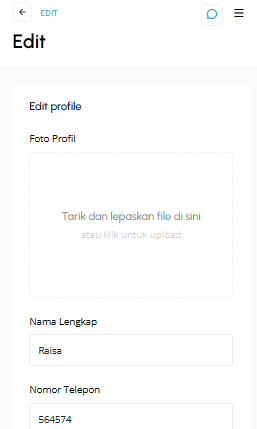 EDIT
Edit
Edit profile
Foto Profil
Tarik dan lepaskan file di sini
atau klik untuk upload
Nama Lengkap
Raisa
Nomor Telepon
564574